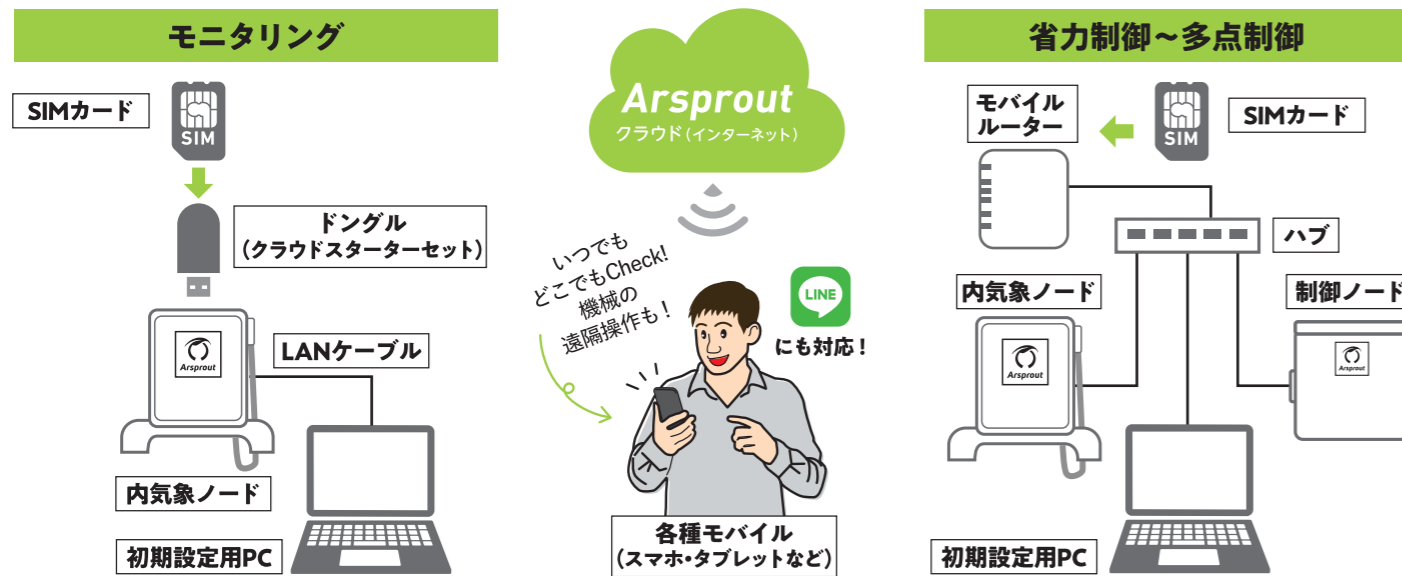 モニタリング
SIMカード
SIM
ドングル
(クラウドスターターセット)
Arsprout
LANケーブル
内気象ノード
初期設定用PC
Arsprout
クラウド(インターネット)
いつでも
どこでもCheck!
機械の
遠隔操作も!
LINE
にも対応!
各種モバイル
(スマホ・タブレットなど)
省力制御~多点制御
モバイル
ルーター
SIM
SIMカード
ハブ
内気象ノード
制御ノード
Arsprout
Arsprout
初期設定用PC